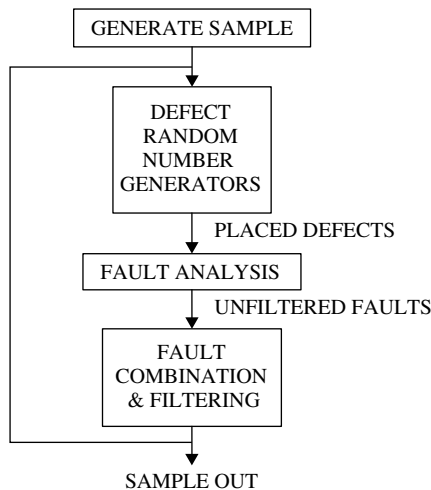 GENERATE SAMPLE
DEFECT
RANDOM
NUMBER
GENERATORS
PLACED DEFECTS
FAULT ANALYSIS
UNFILTERED FAULTS
FAULT
COMBINATION
& FILTERING
SAMPLE OUT